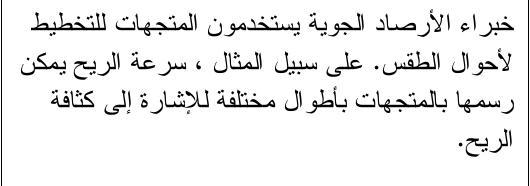 خبراء الأرصاد الجوية يستخدمون المتجهات للتخطيط
لأحوال الطقس. على سبيل المثال ، سرعة الريح يمكن
رسمها بالمتجهات بأطوال مختلفة للإشارة إلى كثافة
الريح.